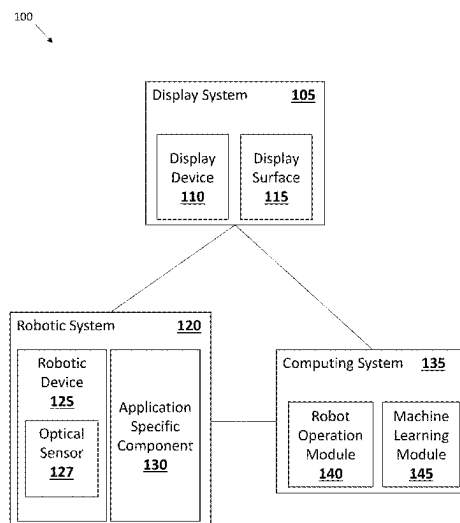 100
Display System 105
Display
Device
110
Display
Surface
115
Robotic System 120
Robotic
Device
125
Optical
Sensor
127
Application
Specific
Component
130
Computing System 135
Robot
Operation
Module
140
Machine
Learning
Module
145